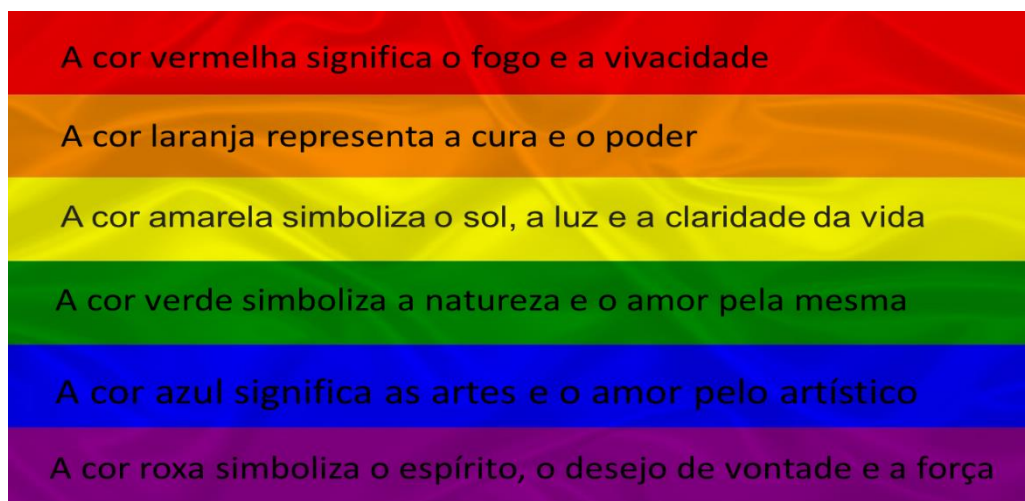 A cor vermelha significa o fogo e a vivacidade
A cor laranja representa a cura e o poder
A cor amarela simboliza o sol, a luz e a claridade da vida
A cor verde simboliza a natureza e o amor pela mesma
A cor azul significa as artes e o amor pelo artístico
A cor roxa simboliza o espírito, o desejo de vontade e a força